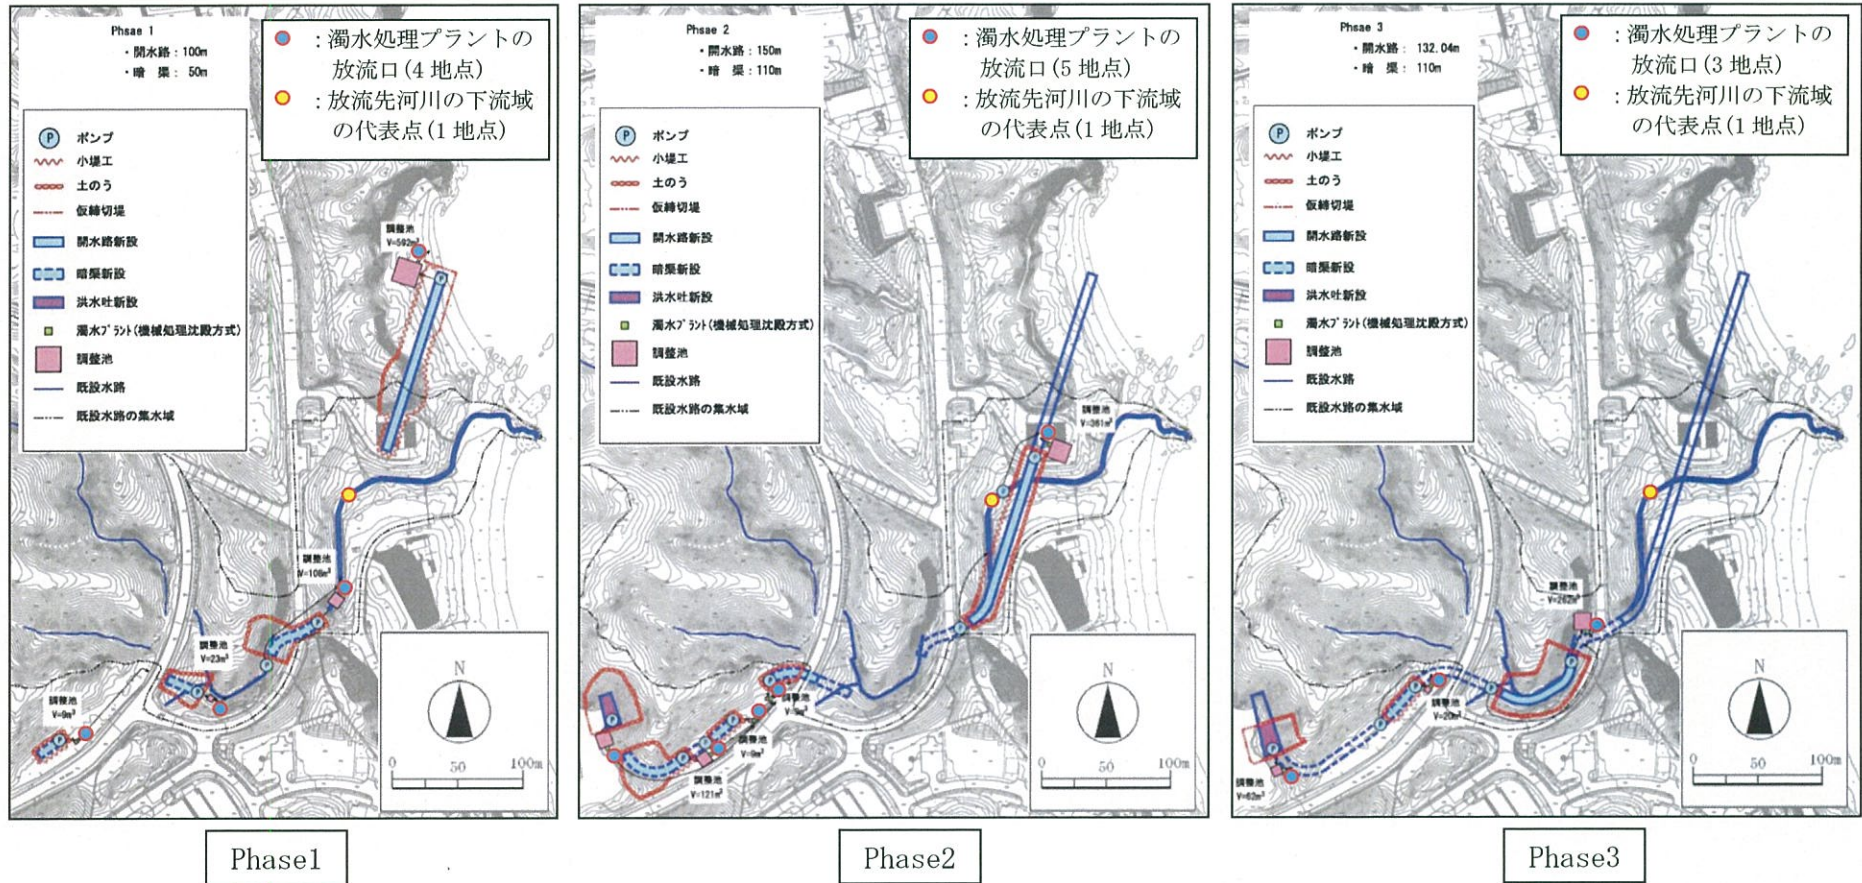 Phsae 1
・開水路：100m
・暗 渠： 50m
：濁水処理プラントの
放流口(4 地点)
：放流先河川の下流域
の代表点(1 地点)
P
ポンプ
小堤工
土のう
仮締切堤
開水路新設
暗渠新設
洪水吐新設
濁水プラント(機械処理沈殿方式)
調整池
既設水路
既設水路の集水域
調整池
V=592m³
調整池
V=108m³
調整池
V=23m³
調整池
V=9m³
N
0 50 100m
Phase1
Phase 2
・開水路：150m
・暗 渠：110m
：濁水処理プラントの
放流口(5 地点)
：放流先河川の下流域
の代表点(1 地点)
P
ポンプ
小堤工
土のう
仮締切堤
開水路新設
暗渠新設
洪水吐新設
濁水プラント(機械処理沈殿方式)
調整池
既設水路
既設水路の集水域
調整池
V=361m³
V=9m³
調整池
V=9m³
調整池
V=121m³
N
0 50 100m
Phase2
Phase 3
・開水路： 132.04m
・暗 渠： 110m
：濁水処理プラントの
放流口(3 地点)
：放流先河川の下流域
の代表点(1 地点)
P
ポンプ
小堤工
土のう
仮締切堤
開水路新設
暗渠新設
洪水吐新設
濁水プラント(機械処理沈殿方式)
調整池
既設水路
既設水路の集水域
調整池
V=262m³
調整池
V=20m³
調整池
V=62m³
N
0 50 100m
Phase3